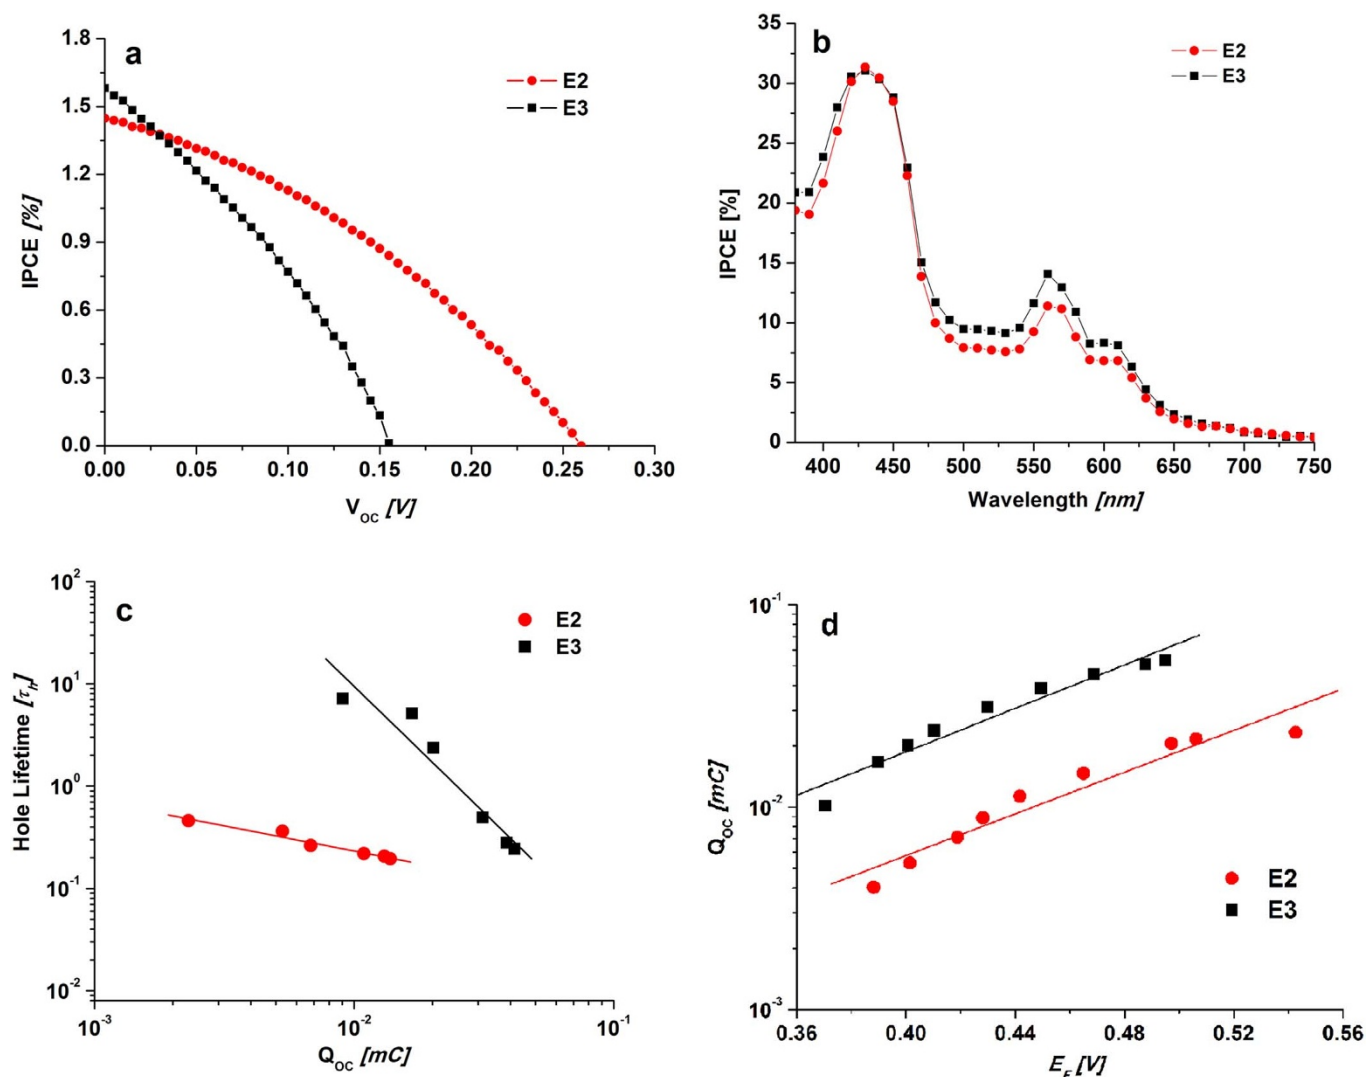 a
IPCE [%]
1.8
1.5
1.2
0.9
0.6
0.3
0.0
0.00 0.05 0.10 0.15 0.20 0.25 0.30
V_OC [V]
E2
E3
b
IPCE [%]
35
30
25
20
15
10
5
0
400 450 500 550 600 650 700 750
Wavelength [nm]
E2
E3
c
Hole Lifetime [τ_h]
10^2
10^1
10^0
10^-1
10^-2
10^-3 10^-2 10^-1
Q_OC [mC]
E2
E3
d
Q_OC [mC]
10^-1
10^-2
10^-3
0.36 0.40 0.44 0.48 0.52 0.56
E_F [V]
E2
E3